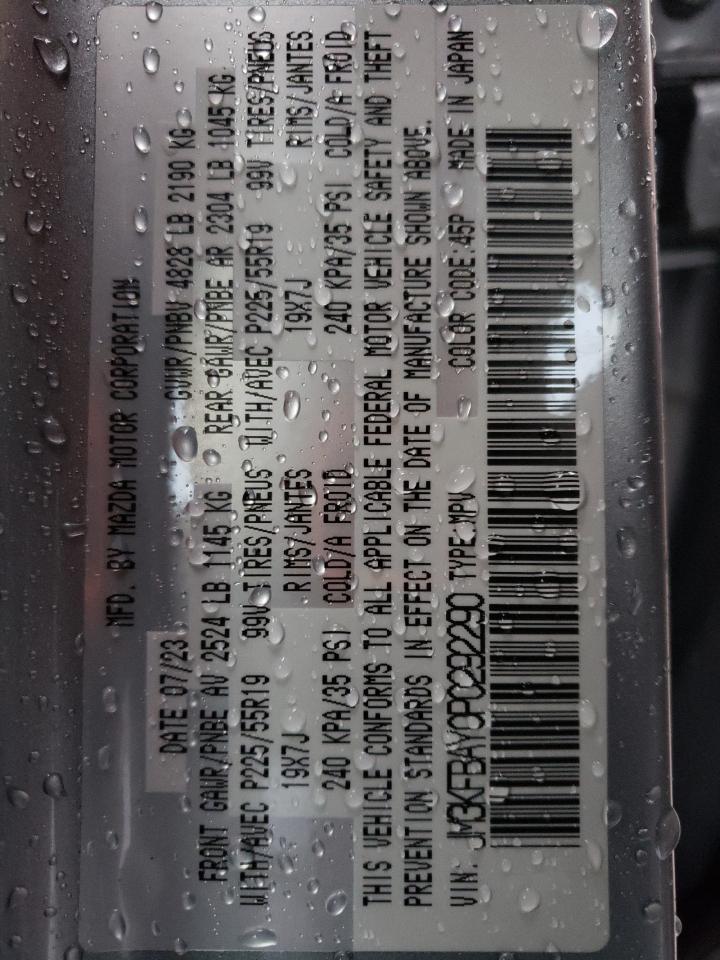 MFD. BY MAZDA MOTOR CORPORATION
DATE 07/23 GVWR/PNBV 4828 LB 2190 KG
FRONT GAWR/PNBE AV 2524 LB 1145 KG REAR GAWR/PNBE AR 2304 LB 1045 KG
WITH/AVEC P225/55R19 99V TIRES/PNEUS WITH/AVEC P225/55R19 99V TIRES/PNEUS
19X7J RIMS/JANTES 19X7J RIMS/JANTES
240 KPA/35 PSI COLD/A FROID 240 KPA/35 PSI COLD/A FROID
THIS VEHICLE CONFORMS TO ALL APPLICABLE FEDERAL MOTOR VEHICLE SAFETY AND THEFT
PREVENTION STANDARDS IN EFFECT ON THE DATE OF MANUFACTURE SHOWN ABOVE.
VIN: JM3KFBAY0P0292290 TYPE:MPV COLOR CODE:45P MADE IN JAPAN